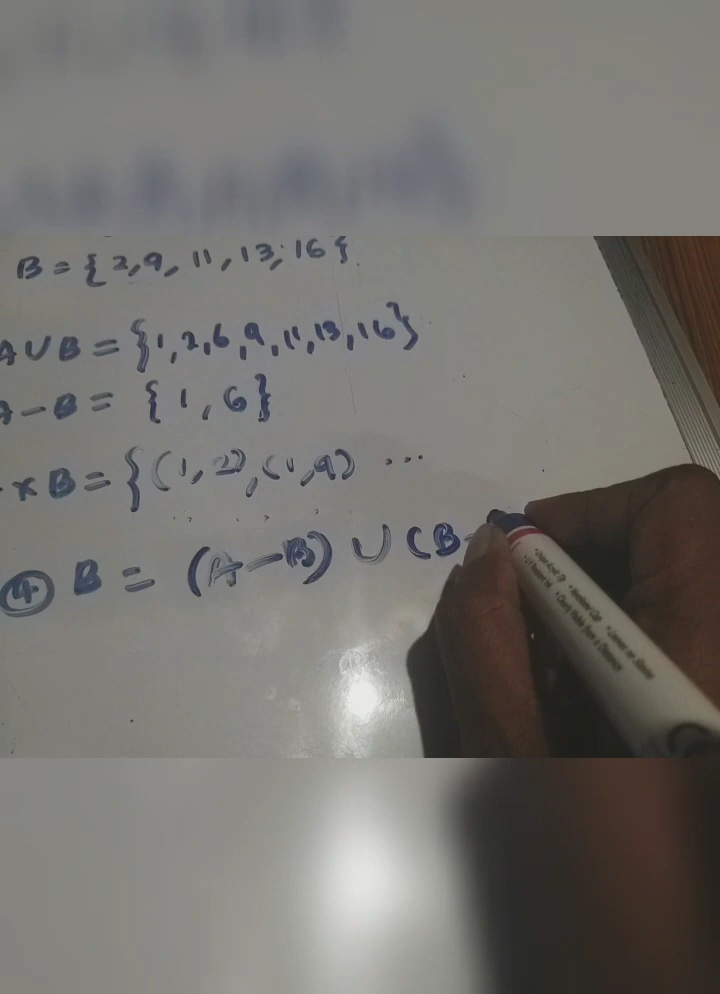 B = {2, 9, 11, 13, 16}
A ∪ B = {1, 2, 6, 9, 11, 13, 16}
A - B = {1, 6}
× B = {(1, 2), (1, 9) ...
④ B = (A - B) ∪ (B -